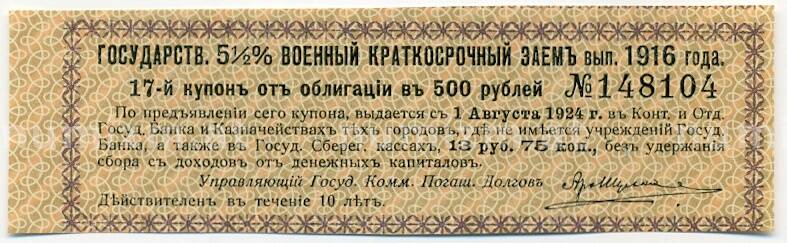 ГОСУДАРСТВ. 5½% ВОЕННЫЙ КРАТКОСРОЧНЫЙ ЗАЕМЪ вып. 1916 года.
17-й купонъ отъ облигаціи въ 500 рублей № 148104
По предъявленіи сего купона, выдается съ 1 Августа 1924 г. въ Конт. и Отд.
Госуд. Банка и Казначействахъ тѣхъ городовъ, гдѣ не имѣется учрежденій Госуд.
Банка, а также въ Госуд. Сберег. кассахъ, 13 руб. 75 коп., безъ удержанія
сбора съ доходовъ отъ денежныхъ капиталовъ.
Управляющій Госуд. Комм. Погаш. Долговъ
Дѣйствителенъ въ теченіе 10 лѣтъ.